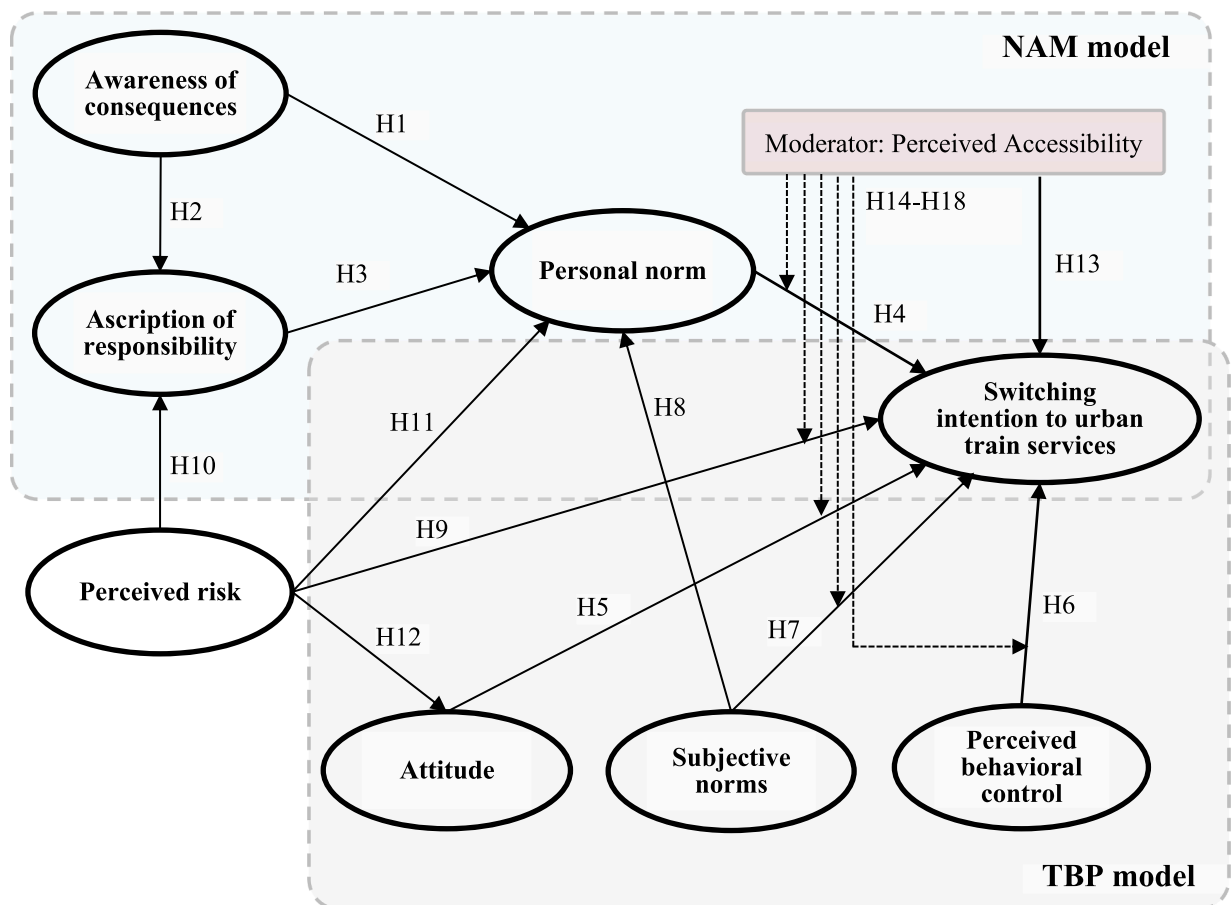 NAM model
Awareness of
consequences
H1
Moderator: Perceived Accessibility
H2
H14-H18
Personal norm
H3
H13
Ascription of
responsibility
H4
Switching
intention to urban
train services
H11
H8
H10
H9
Perceived risk
H5
H6
H12
H7
Attitude
Subjective
norms
Perceived
behavioral
control
TBP model